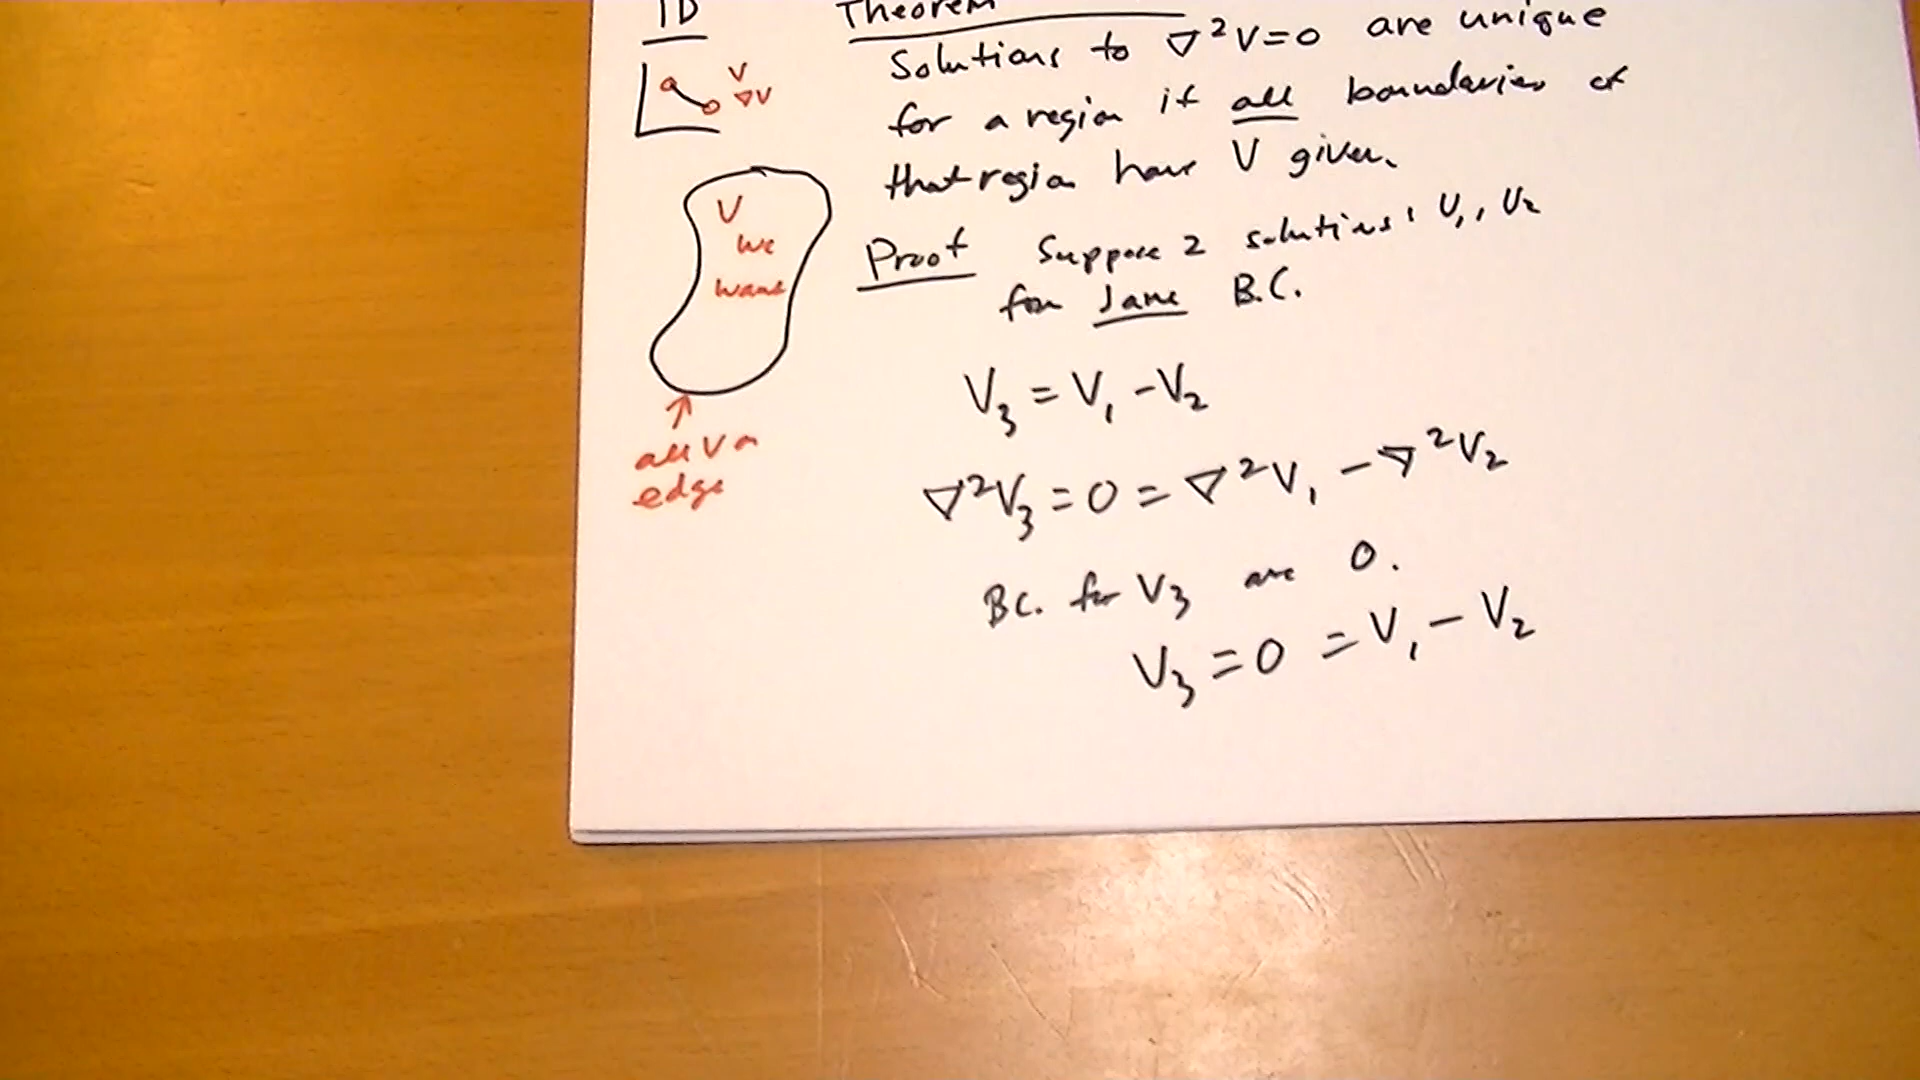 1D
V
∇V
V
we
want
all V on
edge
Theorem
Solutions to ∇²V=0 are unique
for a region if all boundaries of
that region have V given.
Proof Suppose 2 solutions: V₁, V₂
for same B.C.
V₃ = V₁ - V₂
∇²V₃ = 0 = ∇²V₁ - ∇²V₂
BC. for V₃ are 0.
V₃ = 0 = V₁ - V₂